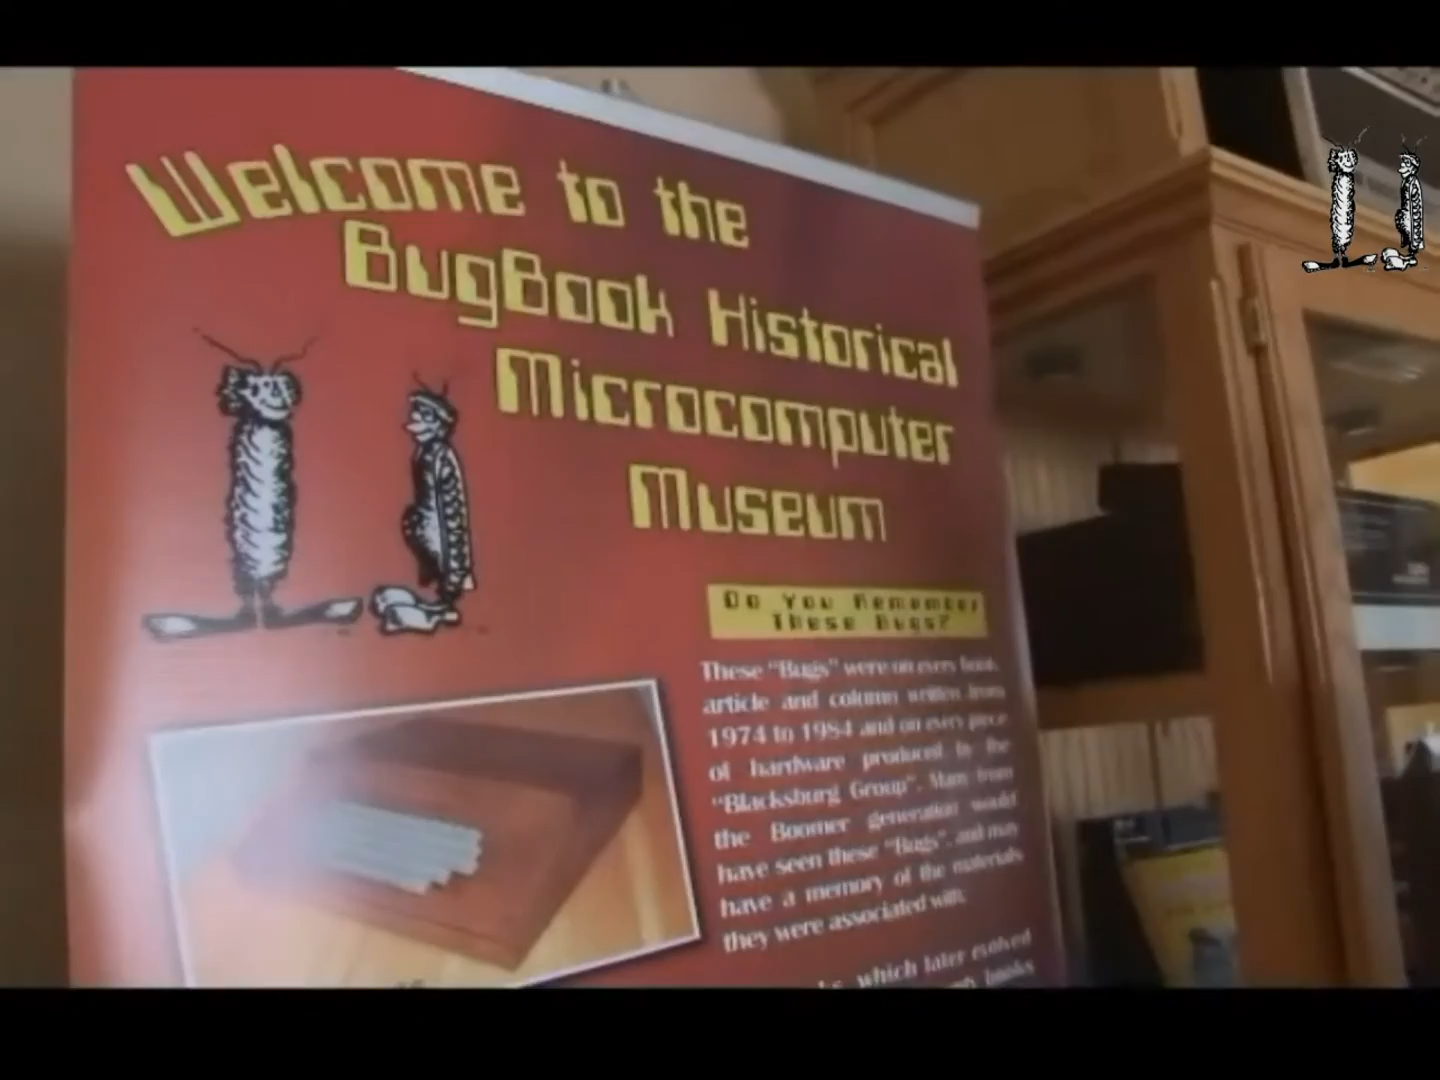 Welcome to the
BugBook Historical
Microcomputer
Museum
Do You Remember
These Bugs?
These "Bugs" were on every book,
article and column written from
1974 to 1984 and on every piece
of hardware produced by the
"Blacksburg Group". Many from
the Boomer generation would
have seen these "Bugs", and may
have a memory of the materials
they were associated with.
which later evolved
books